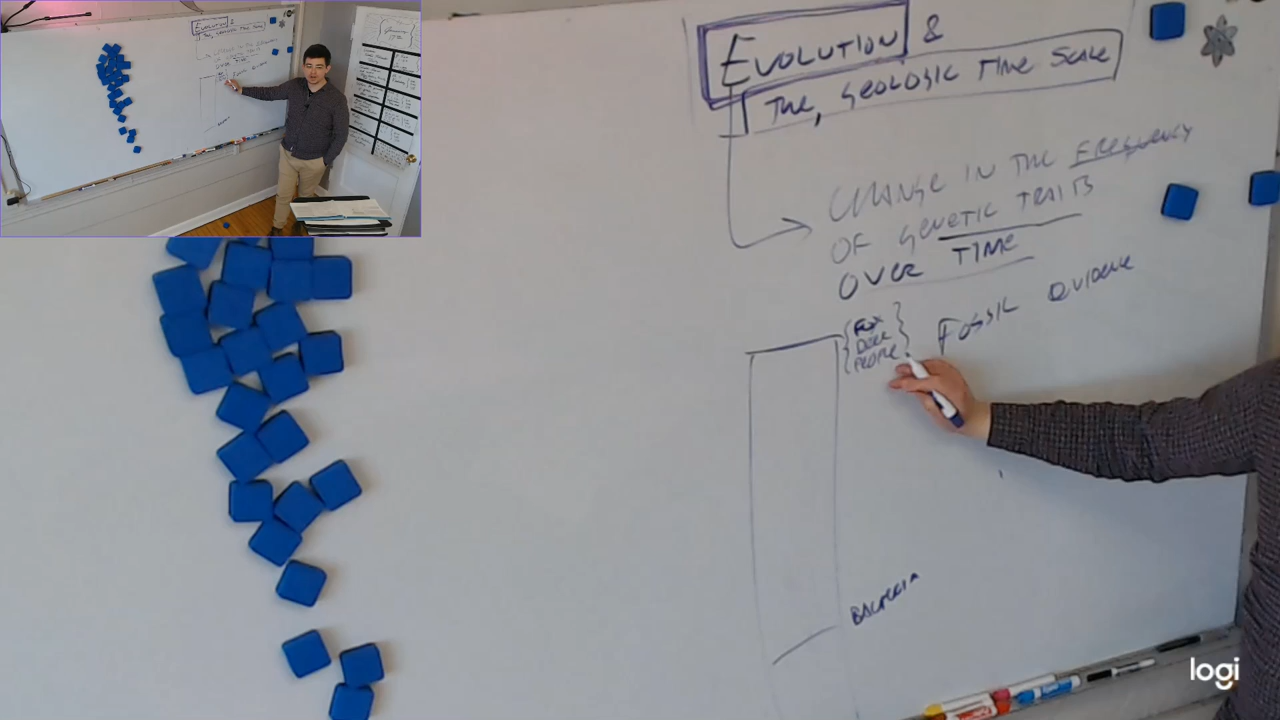 EVOLUTION &
THE, GEOLOGIC TIME SCALE
CHANGE IN THE FREQUENCY
OF GENETIC TRAITS
OVER TIME
FOX
DEER
PEOPLE
FOSSIL EVIDENCE
BACTERIA
logi